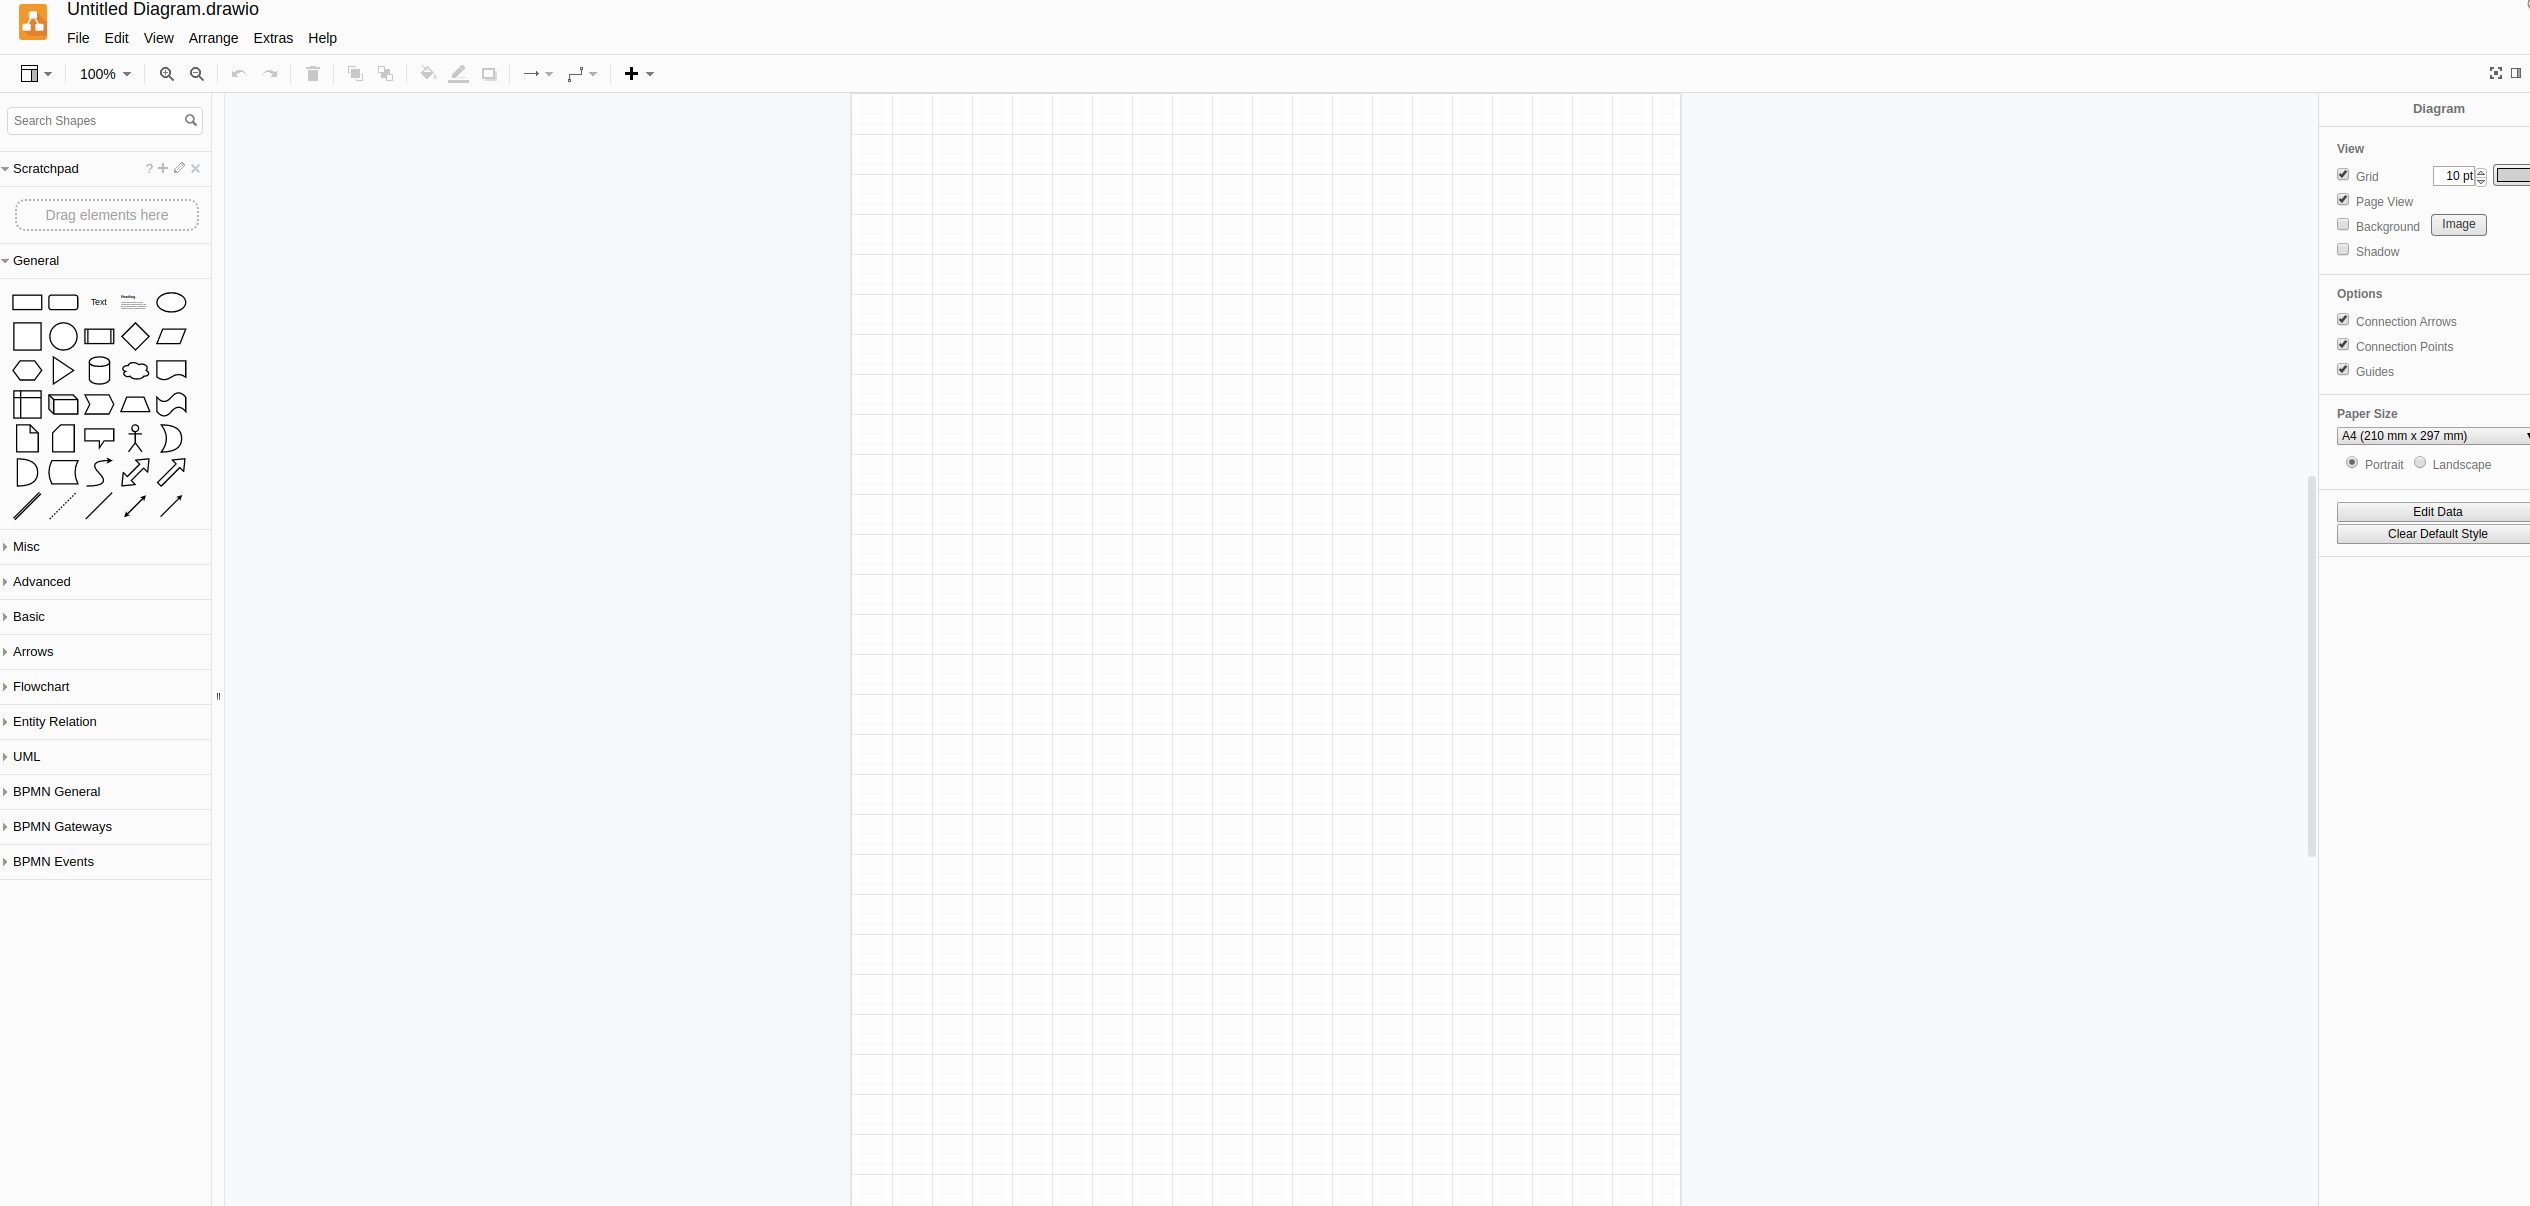 Untitled Diagram.drawio
File Edit View Arrange Extras Help
100%
Search Shapes
Scratchpad ?
Drag elements here
General
Text
Heading
Misc
Advanced
Basic
Arrows
Flowchart
Entity Relation
UML
BPMN General
BPMN Gateways
BPMN Events
Diagram
View
Grid 10 pt
Page View
Background Image
Shadow
Options
Connection Arrows
Connection Points
Guides
Paper Size
A4 (210 mm x 297 mm)
Portrait Landscape
Edit Data
Clear Default Style